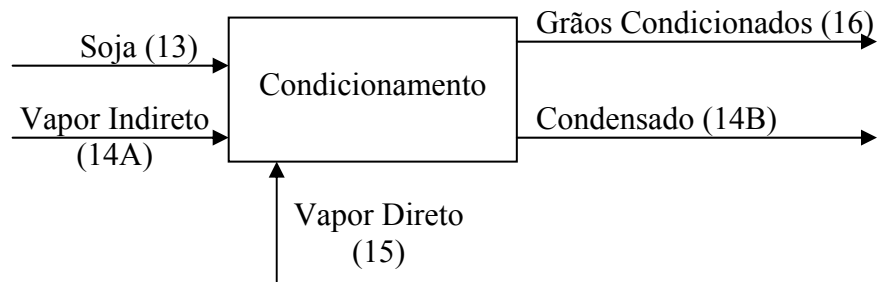 Soja (13)
Vapor Indireto
(14A)
Condicionamento
Grãos Condicionados (16)
Condensado (14B)
Vapor Direto
(15)